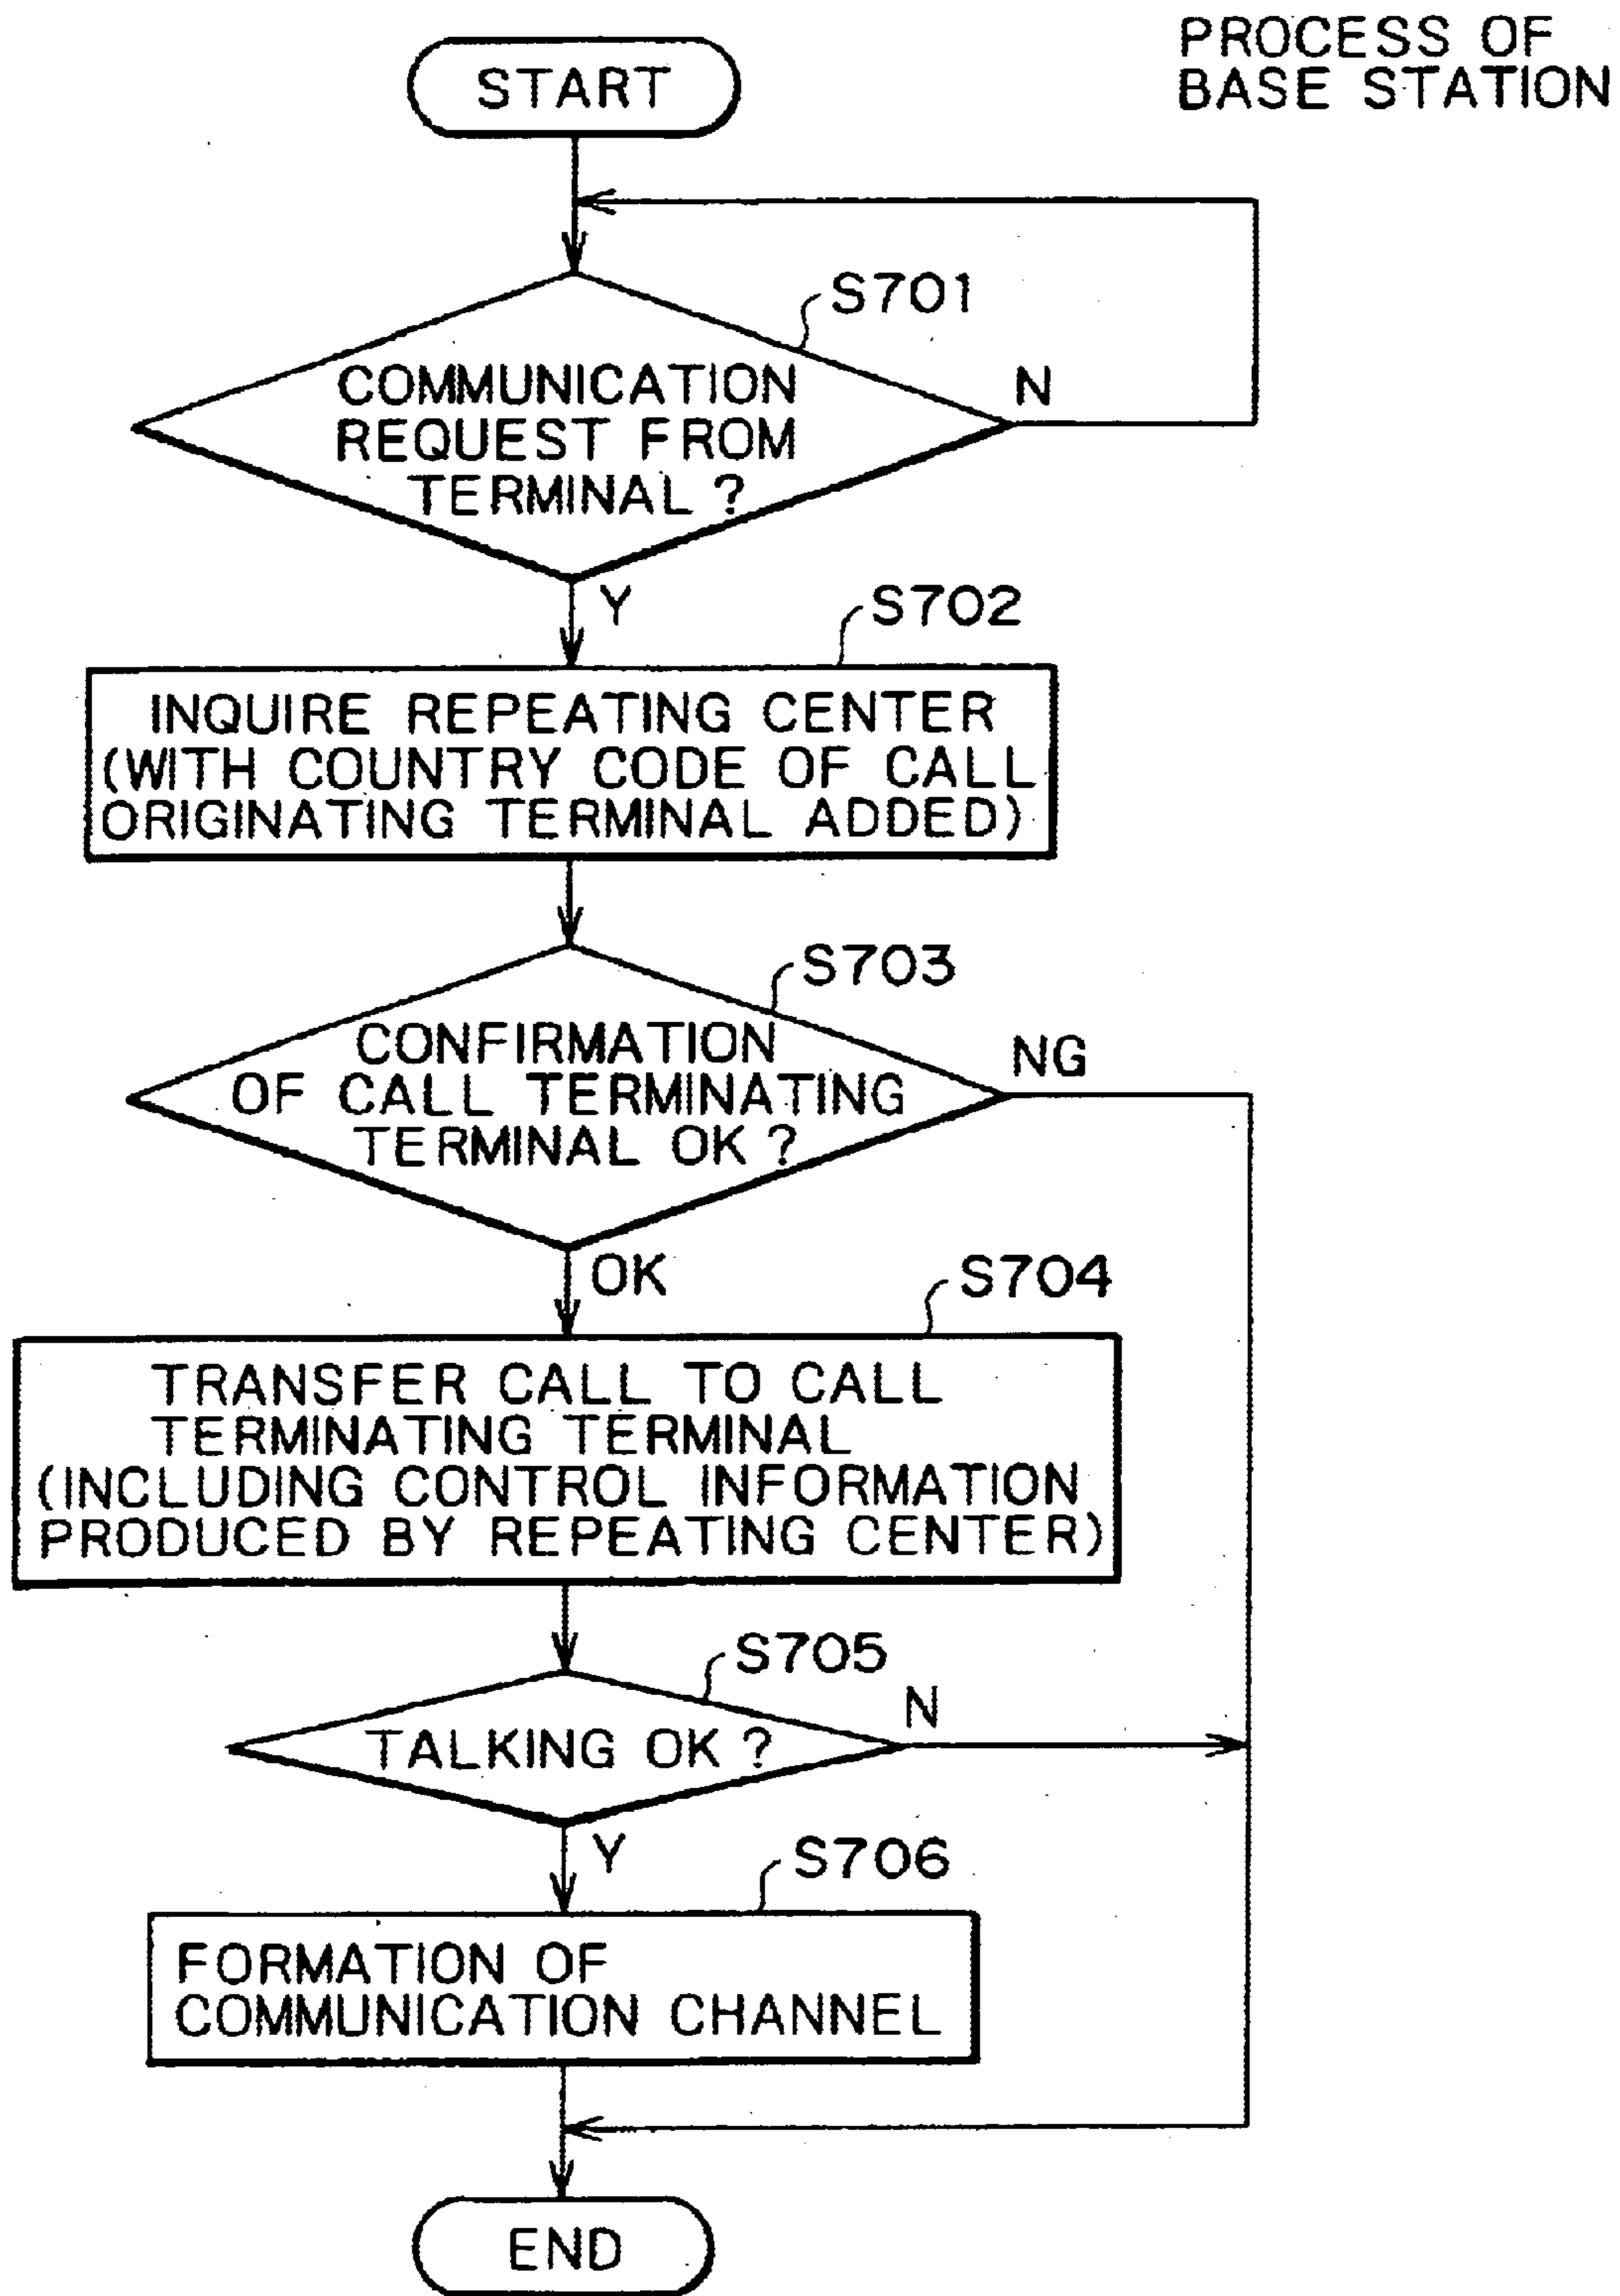 PROCESS OF
BASE STATION
START
S701
COMMUNICATION
REQUEST FROM
TERMINAL ?
N
Y
S702
INQUIRE REPEATING CENTER
(WITH COUNTRY CODE OF CALL
ORIGINATING TERMINAL ADDED)
S703
CONFIRMATION
OF CALL TERMINATING
TERMINAL OK ?
NG
OK
S704
TRANSFER CALL TO CALL
TERMINATING TERMINAL
(INCLUDING CONTROL INFORMATION
PRODUCED BY REPEATING CENTER)
S705
TALKING OK ?
N
Y
S706
FORMATION OF
COMMUNICATION CHANNEL
END